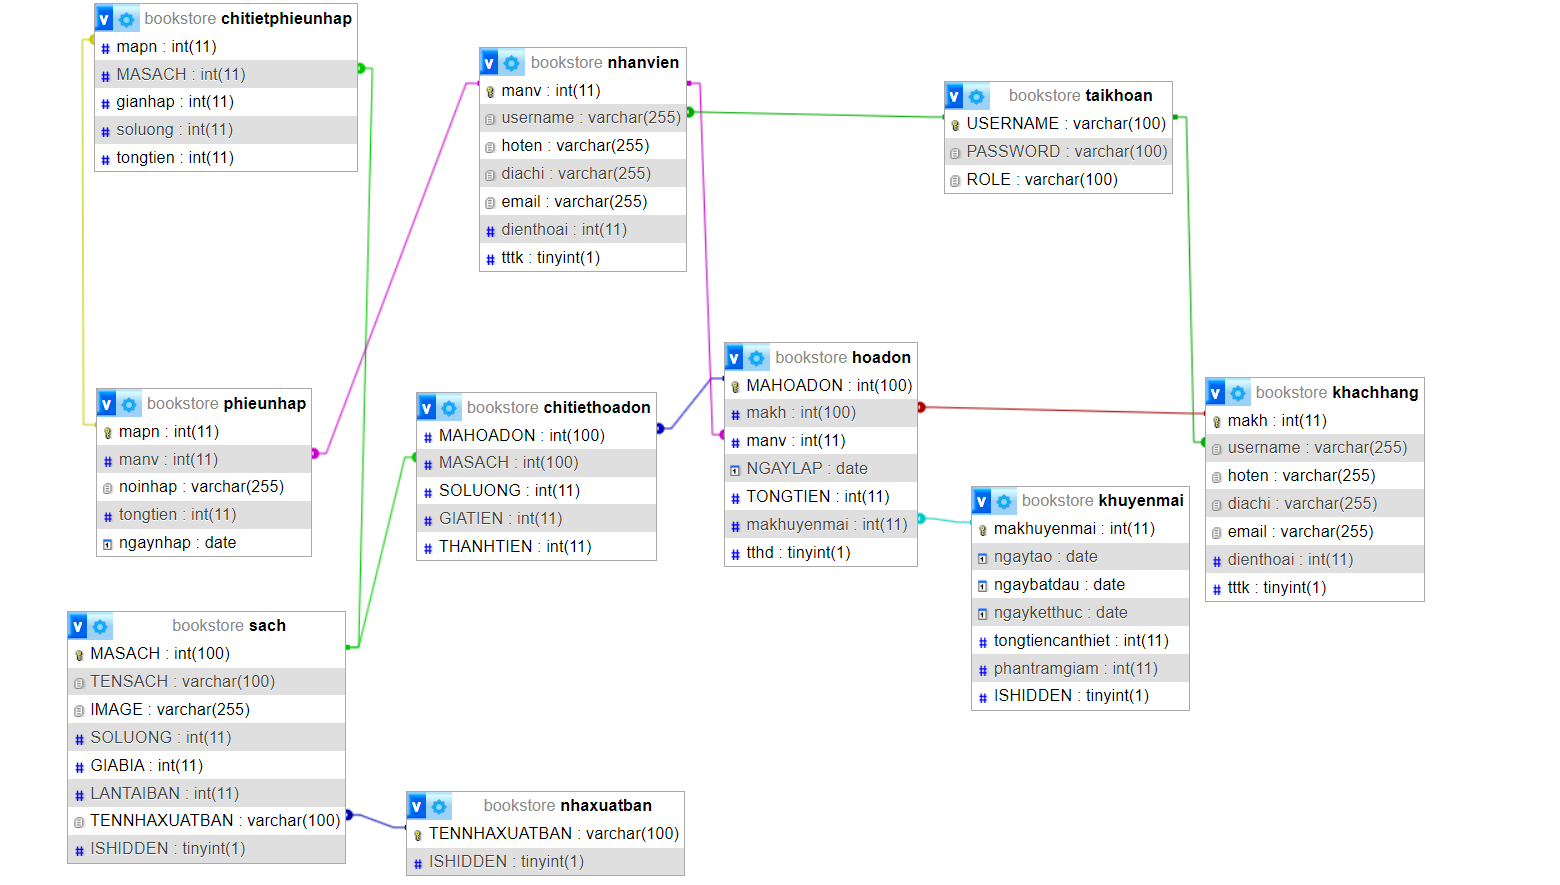 v bookstore chitietphieunhap
mapn : int(11)
# MASACH : int(11)
# gianhap : int(11)
# soluong : int(11)
# tongtien : int(11)
v bookstore nhanvien
manv : int(11)
username : varchar(255)
hoten : varchar(255)
diachi : varchar(255)
email : varchar(255)
# dienthoai : int(11)
# tttk : tinyint(1)
v bookstore taikhoan
USERNAME : varchar(100)
PASSWORD : varchar(100)
ROLE : varchar(100)
v bookstore phieunhap
mapn : int(11)
# manv : int(11)
noinhap : varchar(255)
# tongtien : int(11)
ngaynhap : date
v bookstore chitiethoadon
# MAHOADON : int(100)
# MASACH : int(100)
# SOLUONG : int(11)
# GIATIEN : int(11)
# THANHTIEN : int(11)
v bookstore hoadon
MAHOADON : int(100)
# makh : int(100)
# manv : int(11)
NGAYLAP : date
# TONGTIEN : int(11)
# makhuyenmai : int(11)
# tthd : tinyint(1)
v bookstore khachhang
makh : int(11)
username : varchar(255)
hoten : varchar(255)
diachi : varchar(255)
email : varchar(255)
# dienthoai : int(11)
# tttk : tinyint(1)
v bookstore khuyenmai
makhuyenmai : int(11)
ngaytao : date
ngaybatdau : date
ngayketthuc : date
# tongtiencanthiet : int(11)
# phantramgiam : int(11)
# ISHIDDEN : tinyint(1)
v bookstore sach
MASACH : int(100)
TENSACH : varchar(100)
IMAGE : varchar(255)
# SOLUONG : int(11)
# GIABIA : int(11)
# LANTAIBAN : int(11)
TENNHAXUATBAN : varchar(100)
# ISHIDDEN : tinyint(1)
v bookstore nhaxuatban
TENNHAXUATBAN : varchar(100)
# ISHIDDEN : tinyint(1)